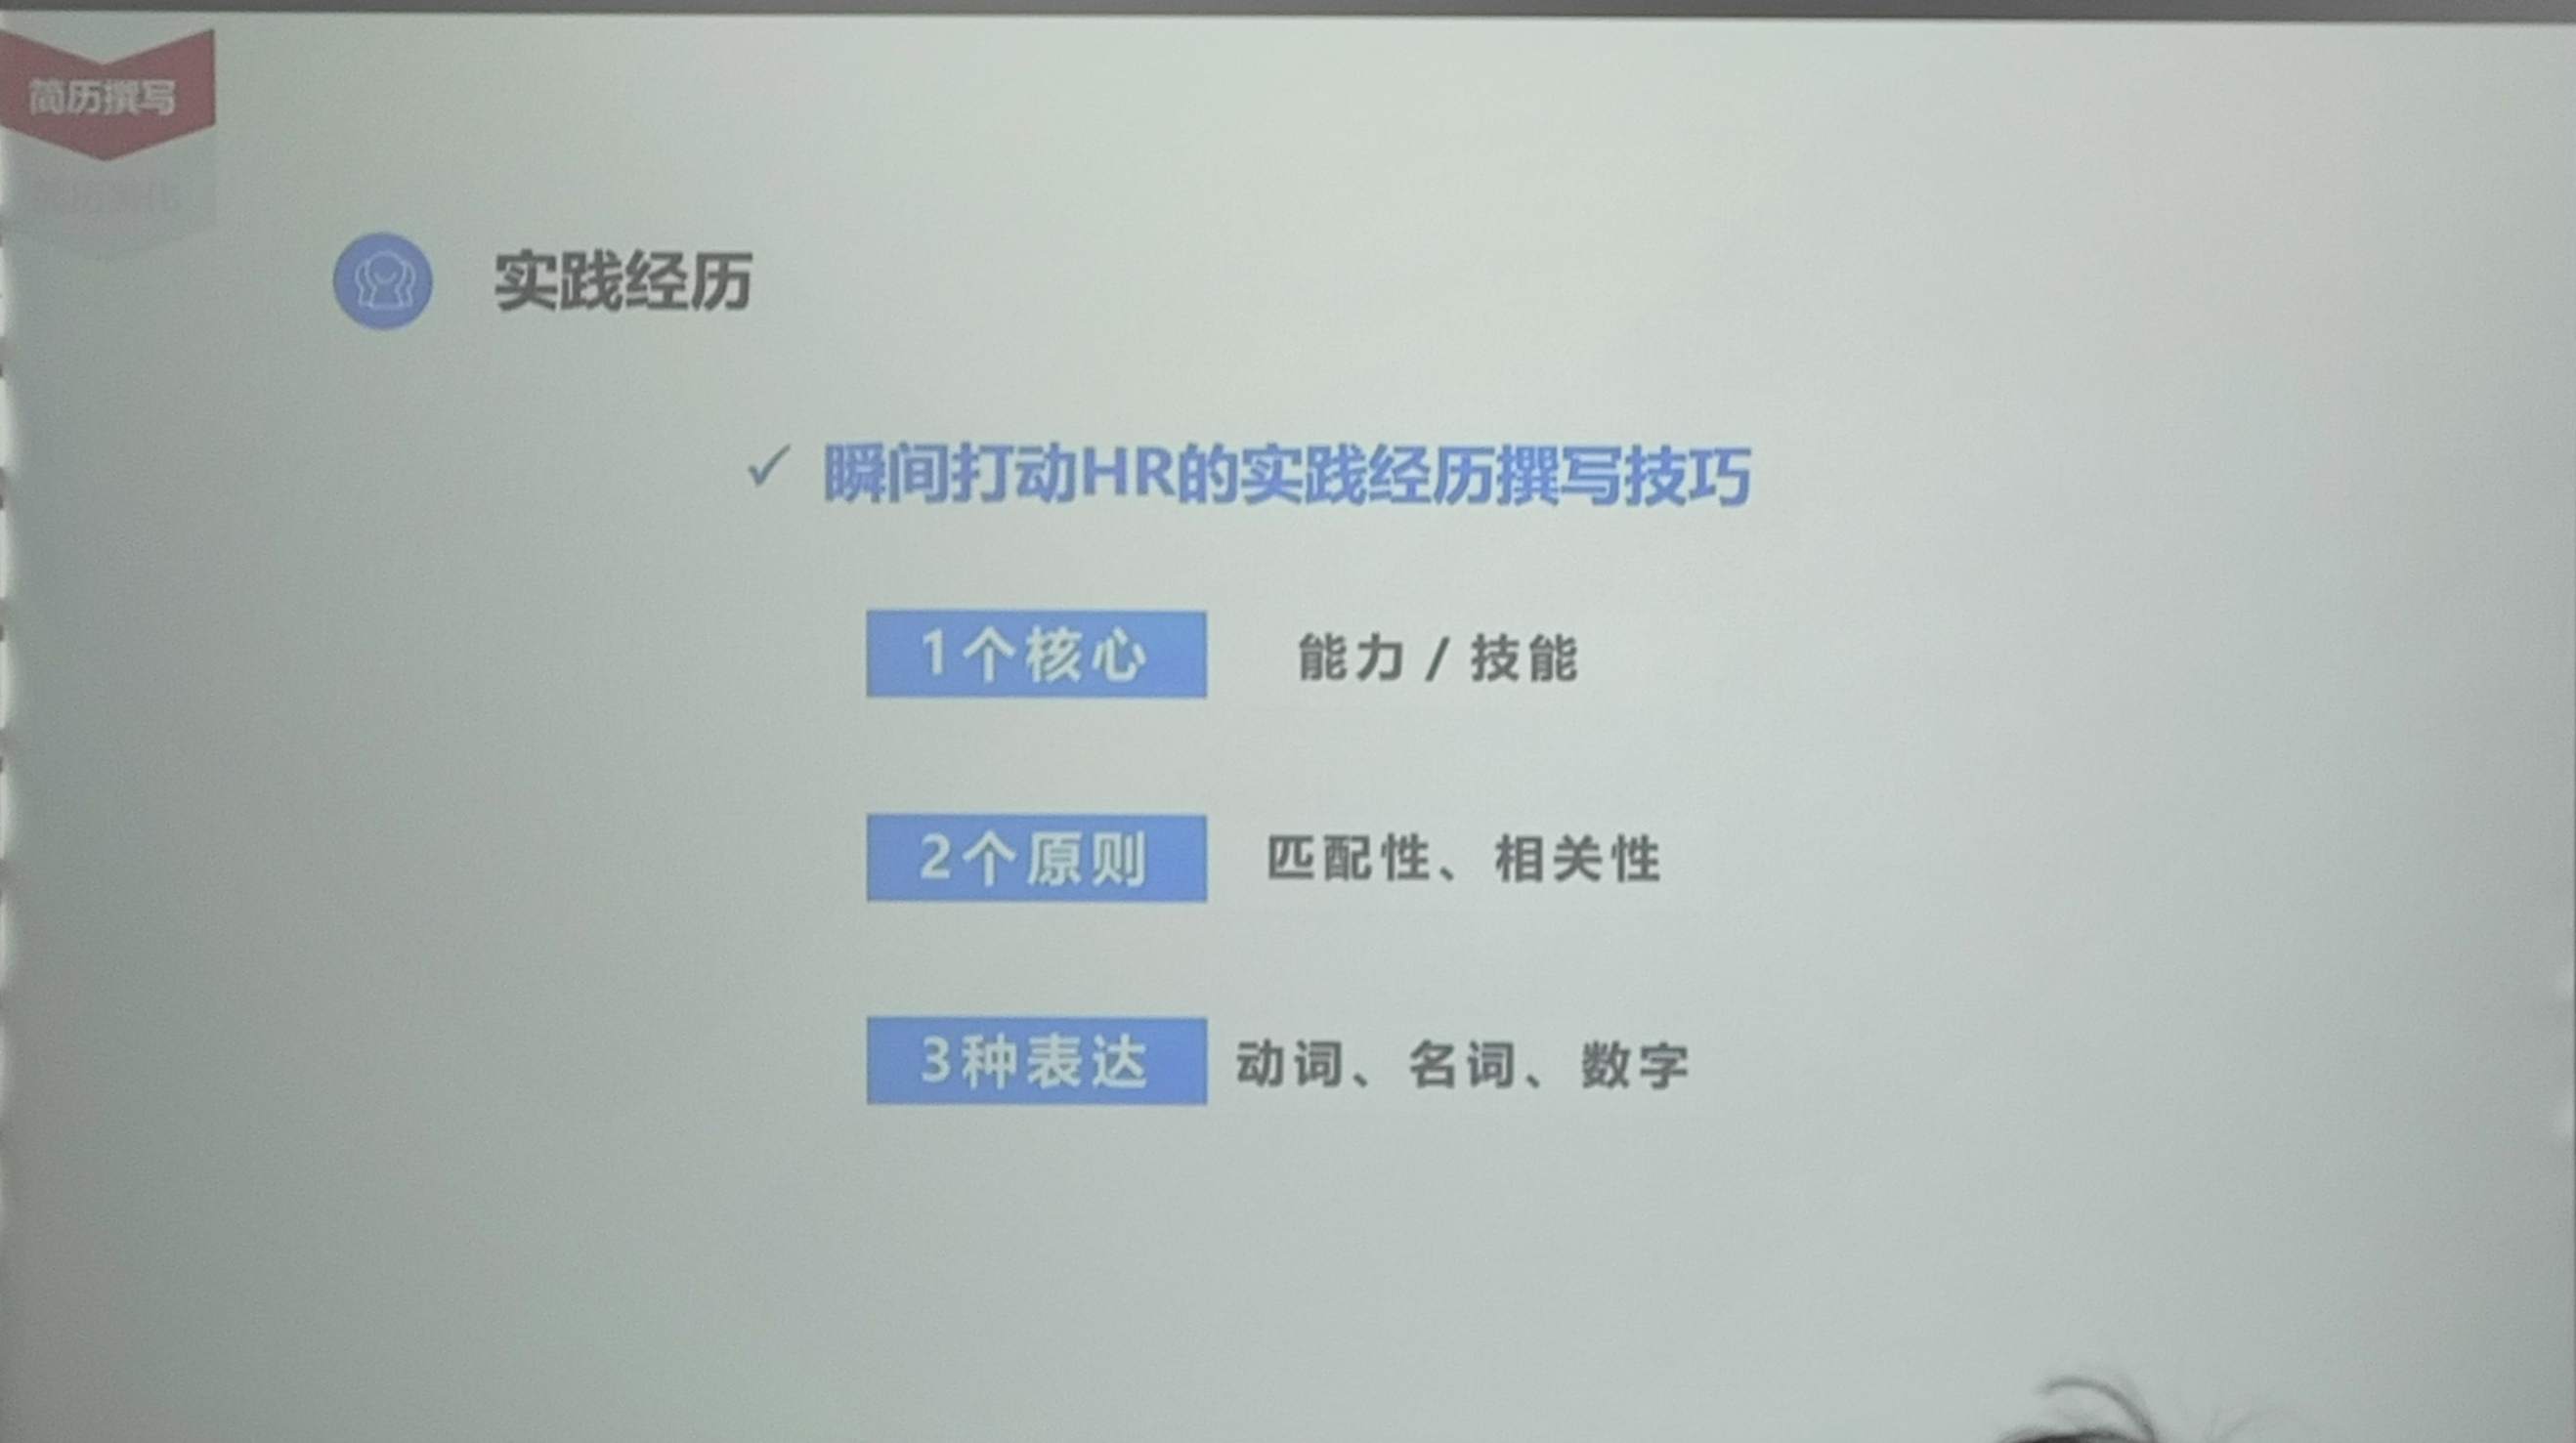 简历撰写
实践经历
✓ 瞬间打动HR的实践经历撰写技巧
1个核心 能力 / 技能
2个原则 匹配性、相关性
3种表达 动词、名词、数字